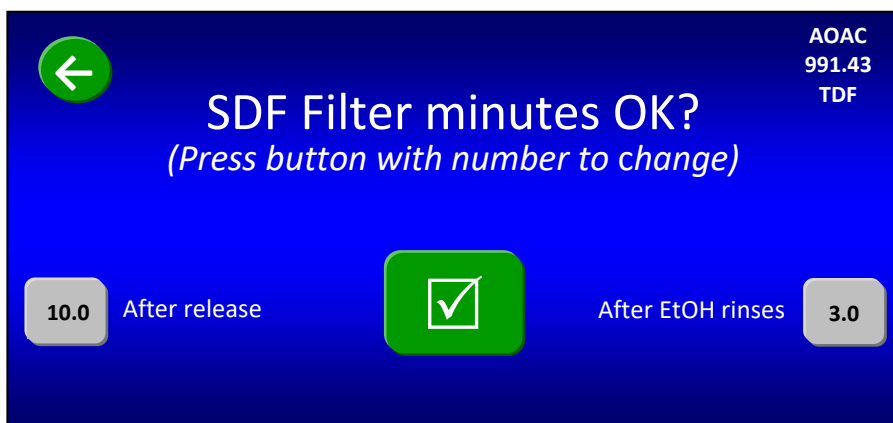 AOAC
991.43
TDF
SDF Filter minutes OK?
(Press button with number to change)
10.0 After release
After EtOH rinses 3.0